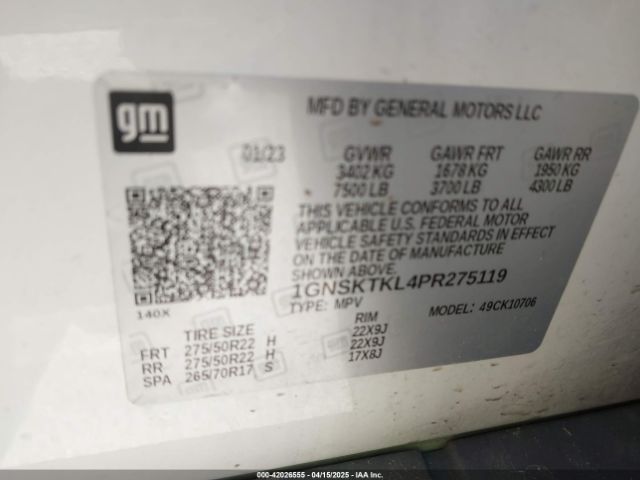 gm
MFD BY GENERAL MOTORS LLC
01/23 GVWR GAWR FRT GAWR RR
3402 KG 1678 KG 1950 KG
7500 LB 3700 LB 4300 LB
THIS VEHICLE CONFORMS TO ALL
APPLICABLE U.S. FEDERAL MOTOR
VEHICLE SAFETY STANDARDS IN EFFECT
ON THE DATE OF MANUFACTURE
SHOWN ABOVE.
1GNSKTKL4PR275119
TYPE: MPV MODEL: 49CK10706
140X
TIRE SIZE RIM
FRT 275/50R22 H 22X9J
RR 275/50R22 H 22X9J
SPA 265/70R17 S 17X8J
000-42026555 - 04/15/2025 - IAA Inc.